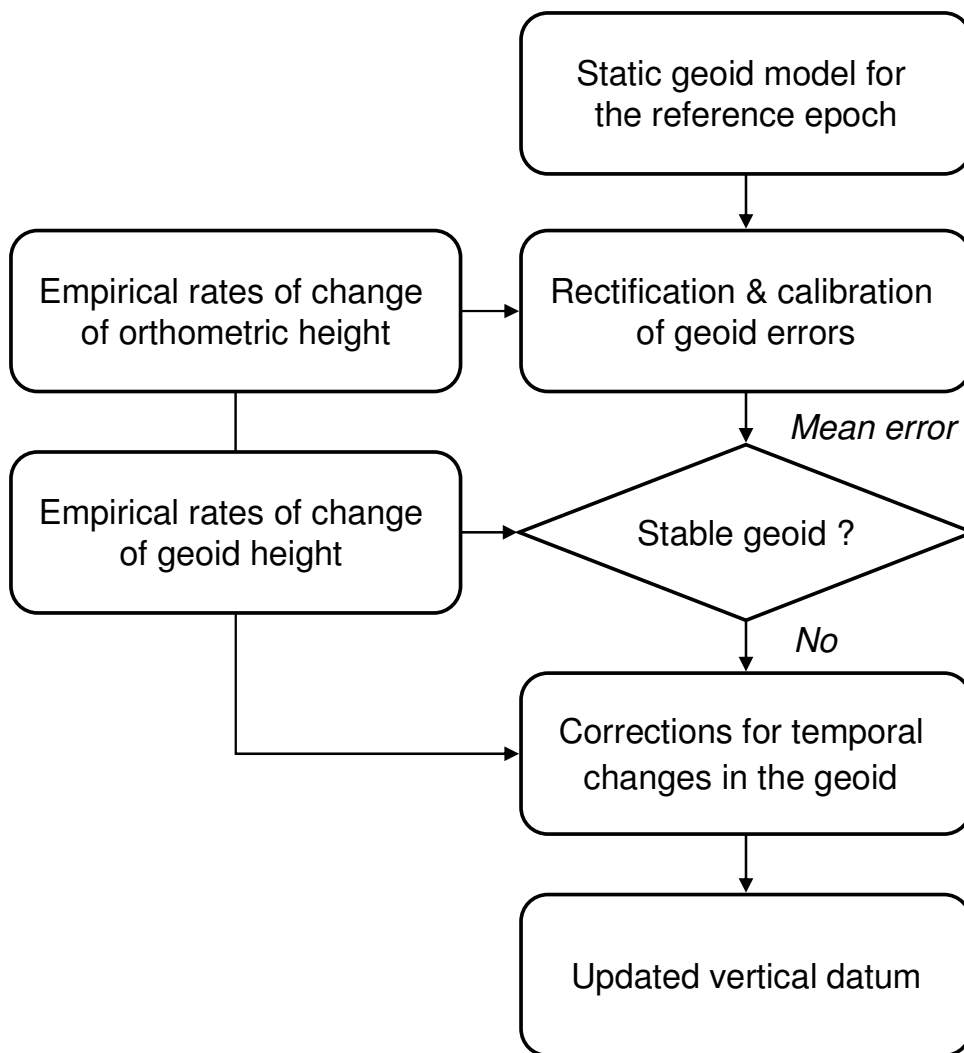 Static geoid model for
the reference epoch
Empirical rates of change
of orthometric height
Rectification & calibration
of geoid errors
Mean error
Empirical rates of change
of geoid height
Stable geoid ?
No
Corrections for temporal
changes in the geoid
Updated vertical datum